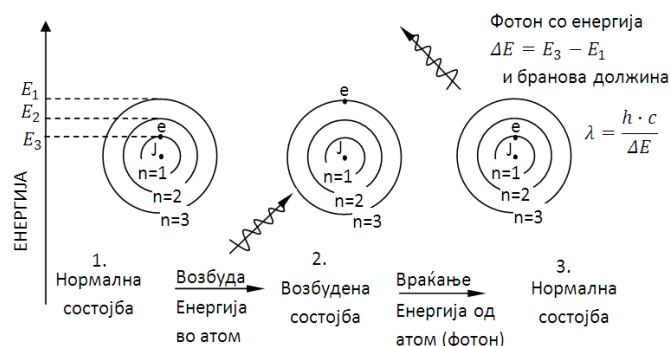 Фотон со енергија
ΔE = E₃ − E₁
и бранова должина
λ = h · c / ΔE
ЕНЕРГИЈА
E₁
E₂
E₃
e
Ј
n=1
n=2
n=3
e
Ј
n=1
n=2
n=3
e
Ј
n=1
n=2
n=3
1.
Нормална
состојба
Возбуда
Енергија
во атом
2.
Возбудена
состојба
Враќање
Енергија од
атом (фотон)
3.
Нормална
состојба